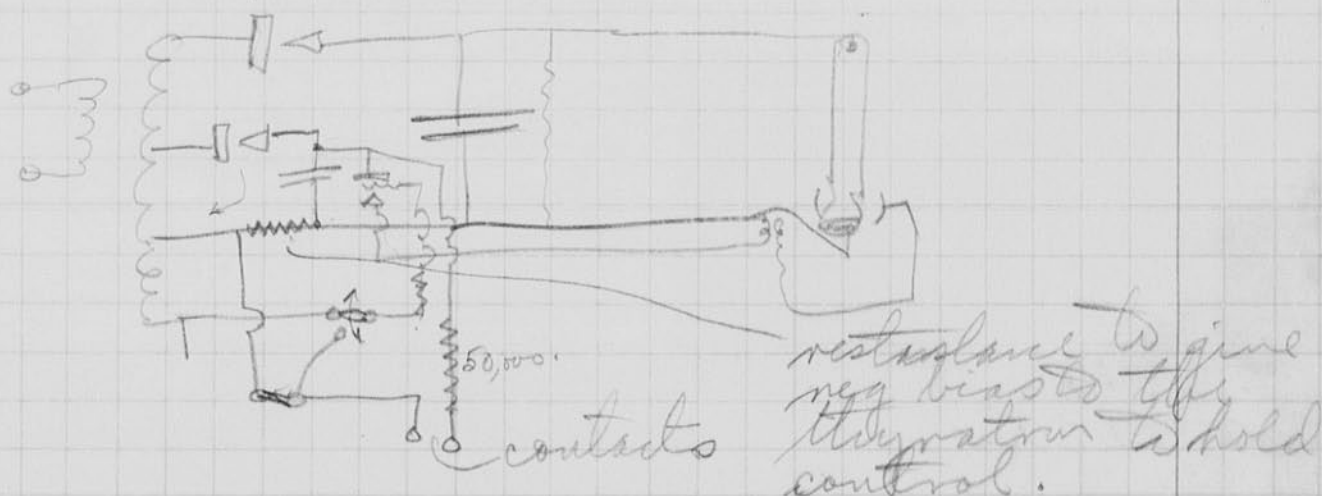 50,000.
contacts
resistance to give
neg bias to the
thyratron to hold
control.